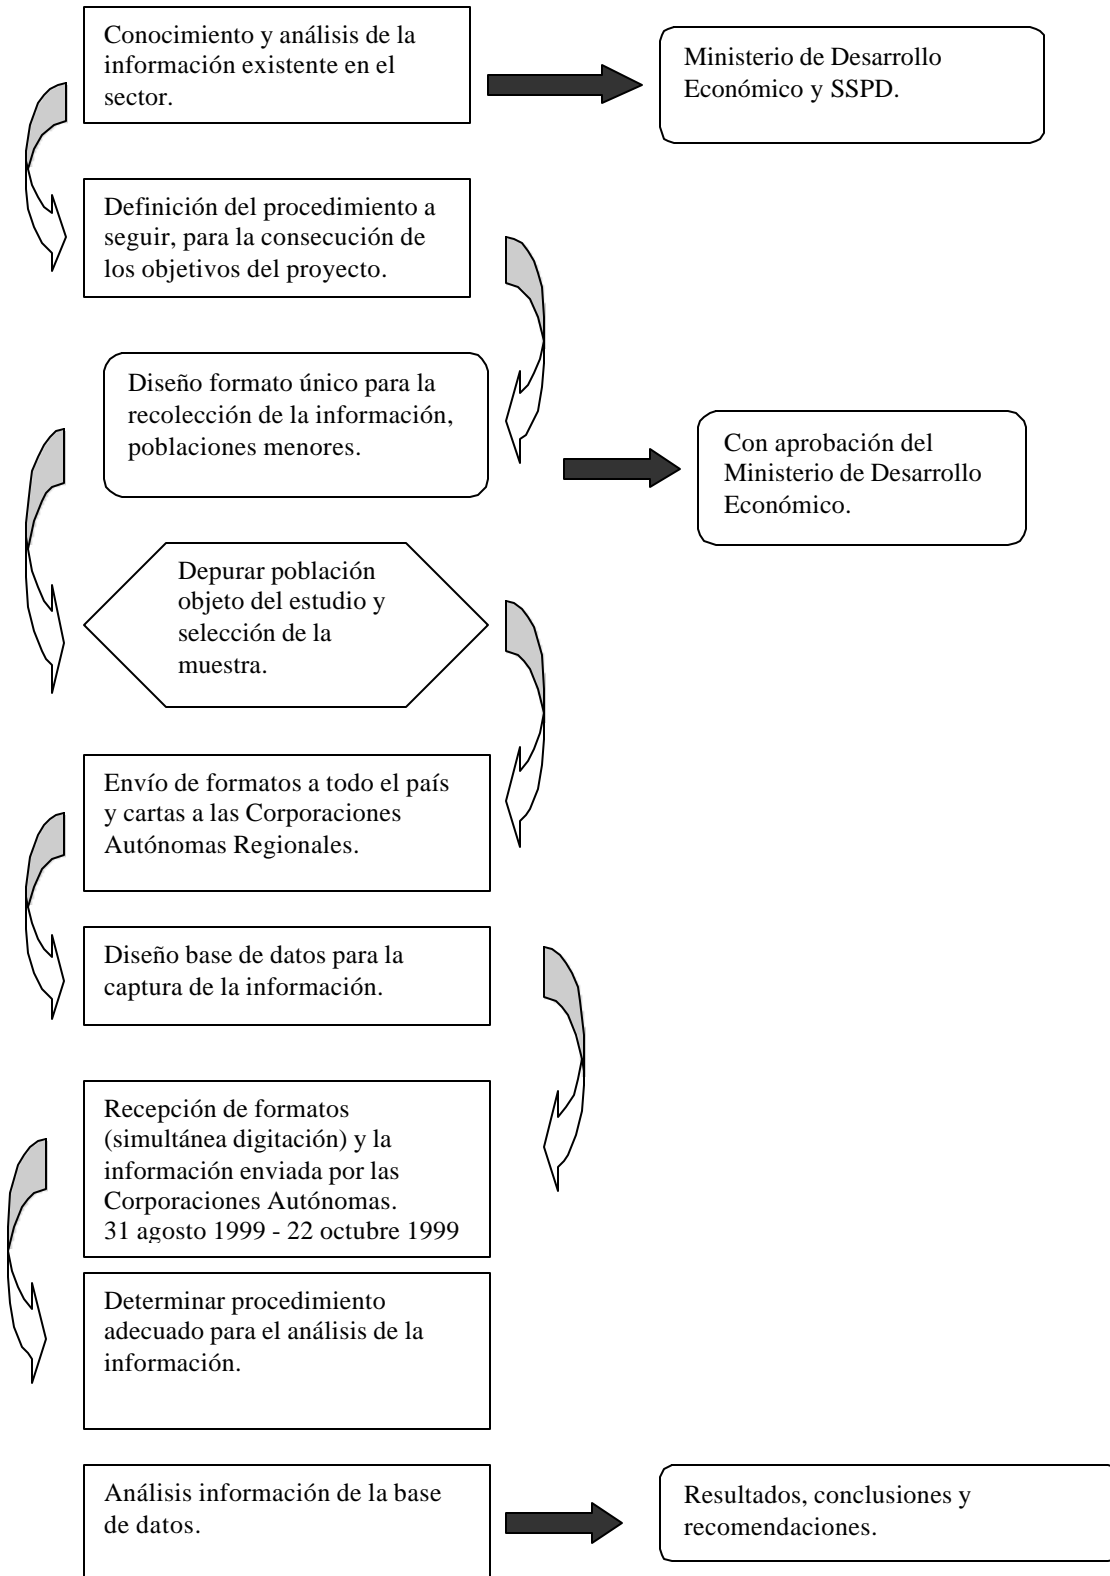 Conocimiento y análisis de la
información existente en el
sector.
Ministerio de Desarrollo
Económico y SSPD.
Definición del procedimiento a
seguir, para la consecución de
los objetivos del proyecto.
Diseño formato único para la
recolección de la información,
poblaciones menores.
Con aprobación del
Ministerio de Desarrollo
Económico.
Depurar población
objeto del estudio y
selección de la
muestra.
Envío de formatos a todo el país
y cartas a las Corporaciones
Autónomas Regionales.
Diseño base de datos para la
captura de la información.
Recepción de formatos
(simultánea digitación) y la
información enviada por las
Corporaciones Autónomas.
31 agosto 1999 - 22 octubre 1999
Determinar procedimiento
adecuado para el análisis de la
información.
Análisis información de la base
de datos.
Resultados, conclusiones y
recomendaciones.